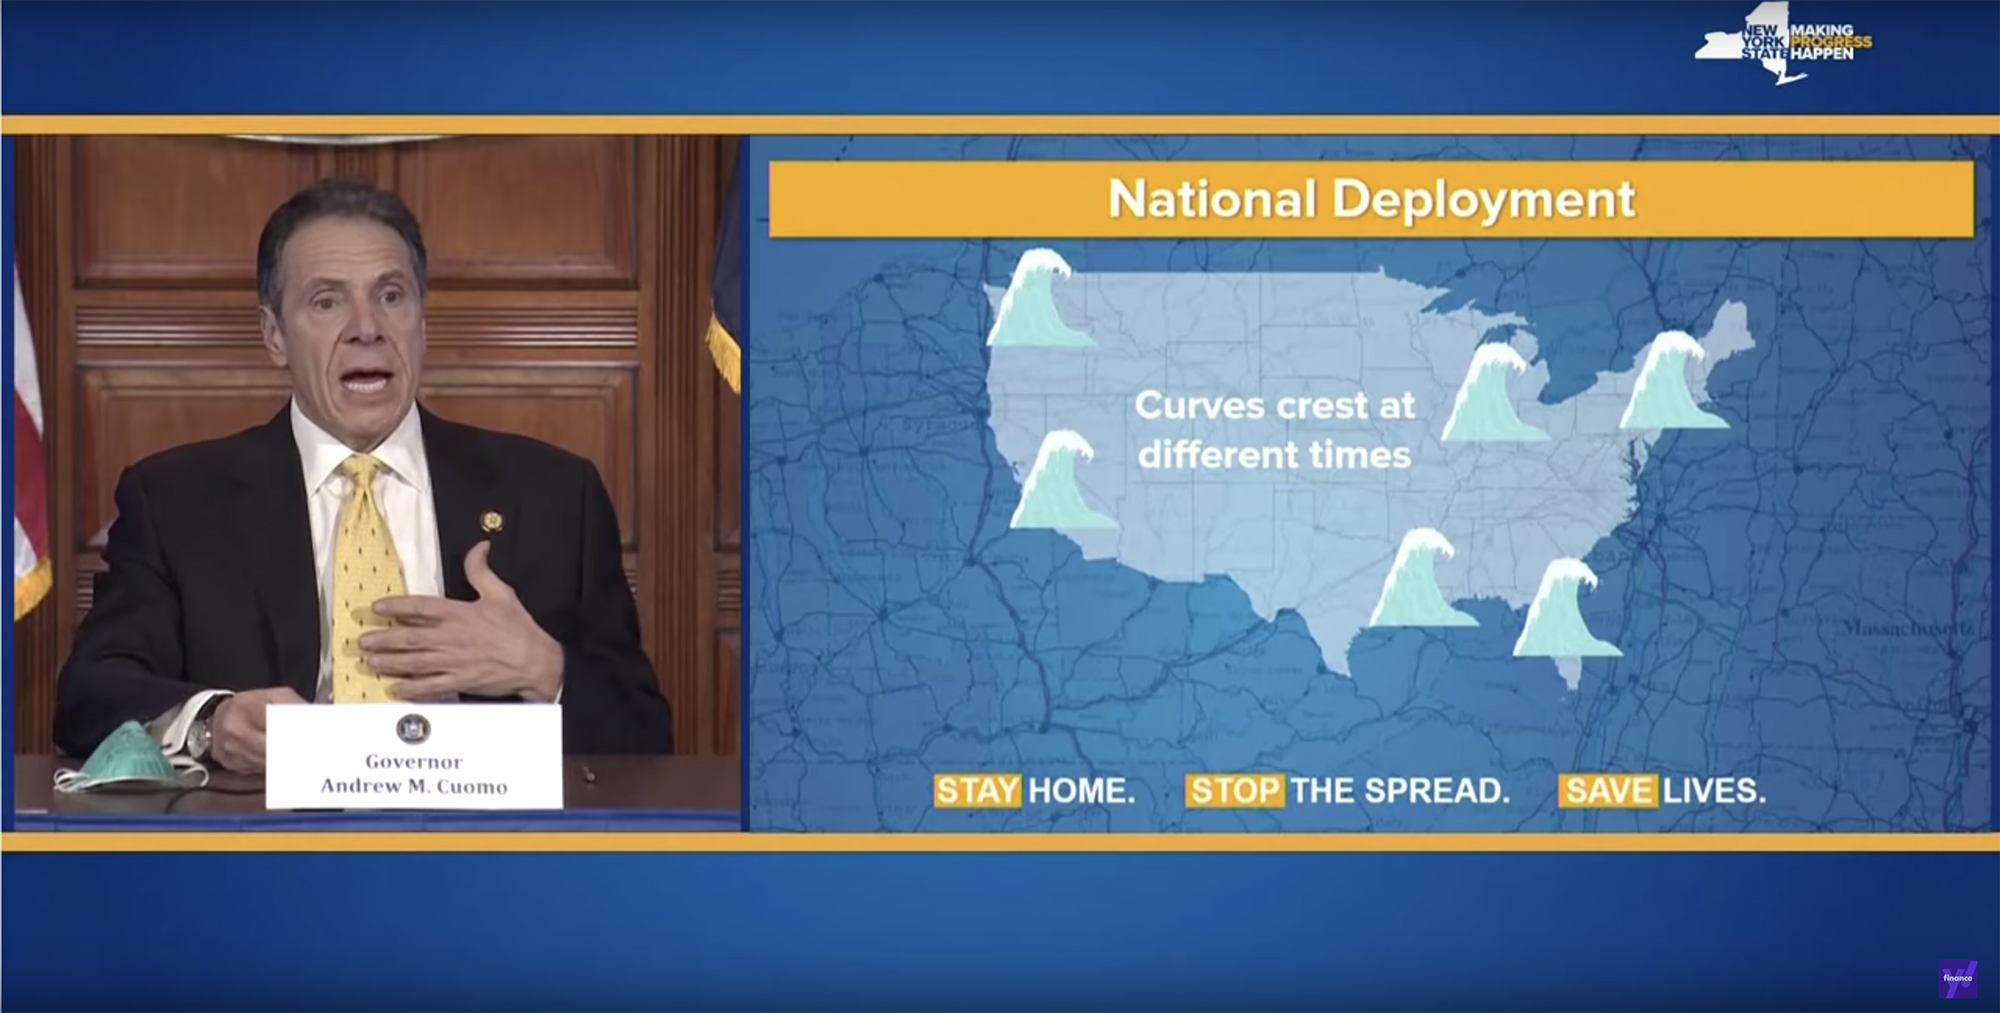 NEW
YORK
STATE
MAKING
PROGRESS
HAPPEN
National Deployment
Curves crest at
different times
Massachusetts
Governor
Andrew M. Cuomo
STAY HOME. STOP THE SPREAD. SAVE LIVES.
y!
finance